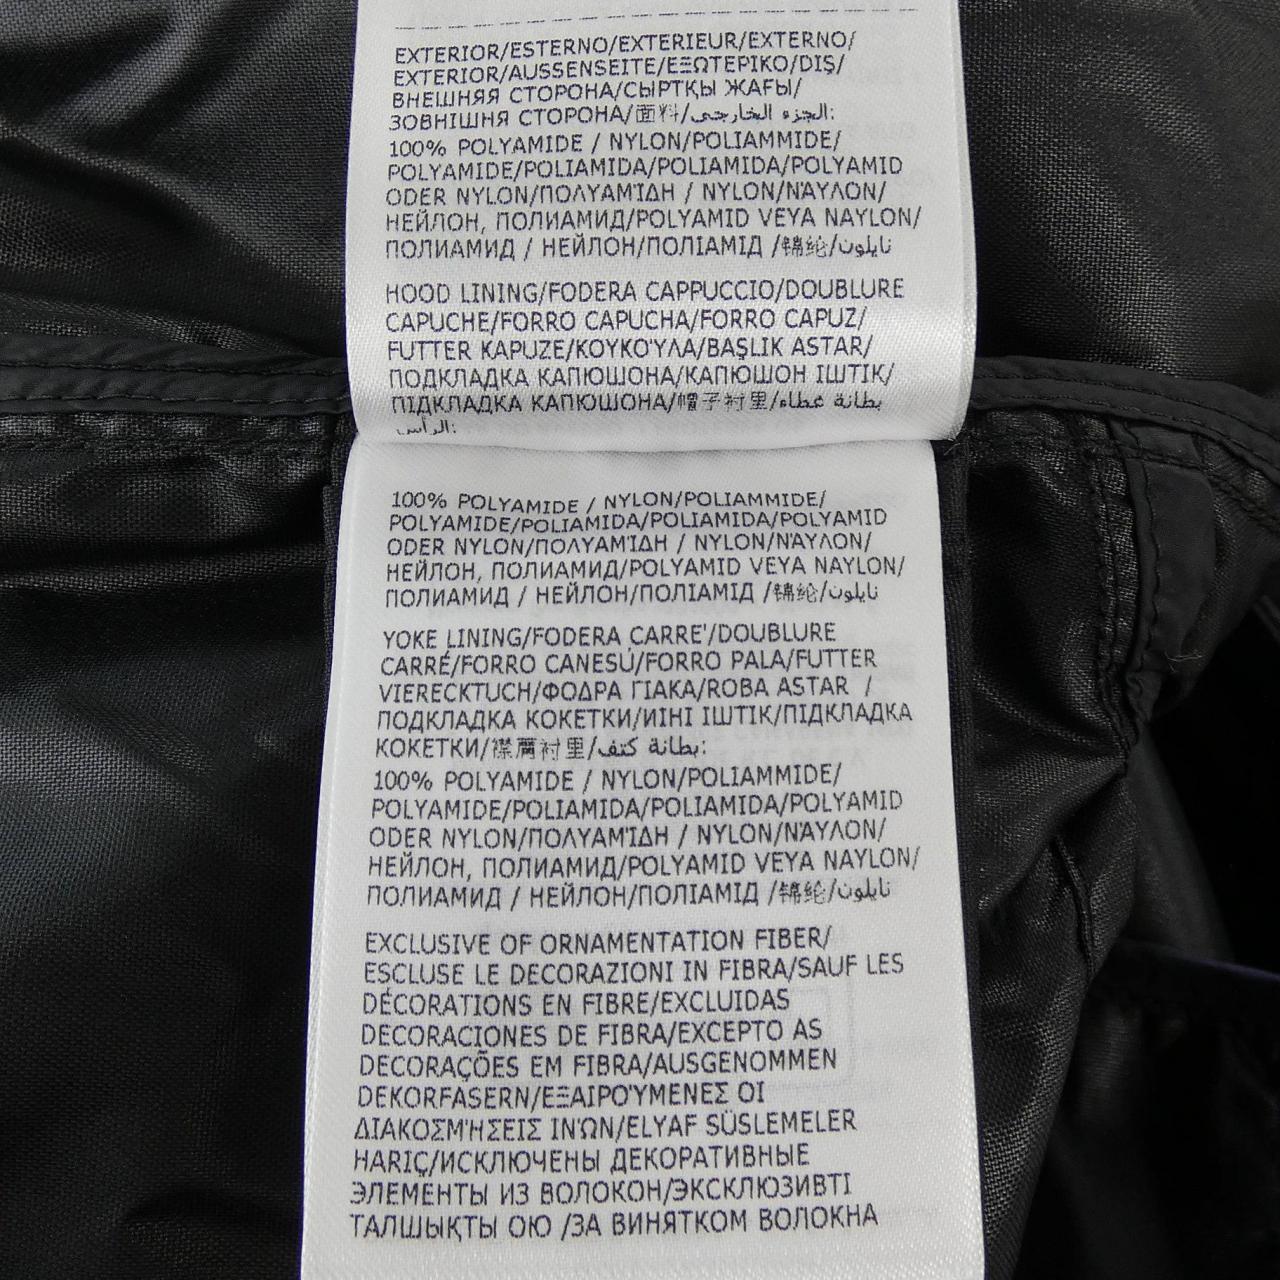 EXTERIOR/ESTERNO/EXTERIEUR/EXTERNO/
EXTERIOR/AUSSENSEITE/ΕΞΩΤΕΡΙΚΟ/DIŞ/
ВНЕШНЯЯ СТОРОНА/СЫРТҚЫ ЖАҒЫ/
ЗОВНІШНЯ СТОРОНА/面料/الجزء الخارجي:
100% POLYAMIDE / NYLON/POLIAMMIDE/
POLYAMIDE/POLIAMIDA/POLIAMIDA/POLYAMID
ODER NYLON/ΠΟΛΥΑΜΊΔΗ / NYLON/ΝΆΥΛΟΝ/
НЕЙЛОН, ПОЛИАМИД/POLYAMID VEYA NAYLON/
ПОЛИАМИД / НЕЙЛОН/ПОЛІАМІД /锦纶/نايلون
HOOD LINING/FODERA CAPPUCCIO/DOUBLURE
CAPUCHE/FORRO CAPUCHA/FORRO CAPUZ/
FUTTER KAPUZE/ΚΟΥΚΟΎΛΑ/BAŞLIK ASTAR/
ПОДКЛАДКА КАПЮШОНА/КАПЮШОН ІШТІК/
ПІДКЛАДКА КАПЮШОНА/帽子衬里/بطانة غطاء
الرأس:
100% POLYAMIDE / NYLON/POLIAMMIDE/
POLYAMIDE/POLIAMIDA/POLIAMIDA/POLYAMID
ODER NYLON/ΠΟΛΥΑΜΊΔΗ / NYLON/ΝΆΥΛΟΝ/
НЕЙЛОН, ПОЛИАМИД/POLYAMID VEYA NAYLON/
ПОЛИАМИД / НЕЙЛОН/ПОЛІАМІД /锦纶/نايلون
YOKE LINING/FODERA CARRE'/DOUBLURE
CARRÉ/FORRO CANESÚ/FORRO PALA/FUTTER
VIERECKTUCH/ΦΟΔΡΑ ΓΙΑΚΑ/ROBA ASTAR /
ПОДКЛАДКА КОКЕТКИ/ИІНІ ІШТІК/ПІДКЛАДКА
КОКЕТКИ/襟肩衬里/بطانة كتف:
100% POLYAMIDE / NYLON/POLIAMMIDE/
POLYAMIDE/POLIAMIDA/POLIAMIDA/POLYAMID
ODER NYLON/ΠΟΛΥΑΜΊΔΗ / NYLON/ΝΆΥΛΟΝ/
НЕЙЛОН, ПОЛИАМИД/POLYAMID VEYA NAYLON/
ПОЛИАМИД / НЕЙЛОН/ПОЛІАМІД /锦纶/نايلون
EXCLUSIVE OF ORNAMENTATION FIBER/
ESCLUSE LE DECORAZIONI IN FIBRA/SAUF LES
DÉCORATIONS EN FIBRE/EXCLUIDAS
DECORACIONES DE FIBRA/EXCEPTO AS
DECORAÇÕES EM FIBRA/AUSGENOMMEN
DEKORFASERN/ΕΞΑΙΡΟΎΜΕΝΕΣ ΟΙ
ΔΙΑΚΟΣΜΉΣΕΙΣ ΙΝΏΝ/ELYAF SÜSLEMELER
HARIÇ/ИСКЛЮЧЕНЫ ДЕКОРАТИВНЫЕ
ЭЛЕМЕНТЫ ИЗ ВОЛОКОН/ЭКСКЛЮЗИВТІ
ТАЛШЫҚТЫ ОЮ /ЗА ВИНЯТКОМ ВОЛОКНА